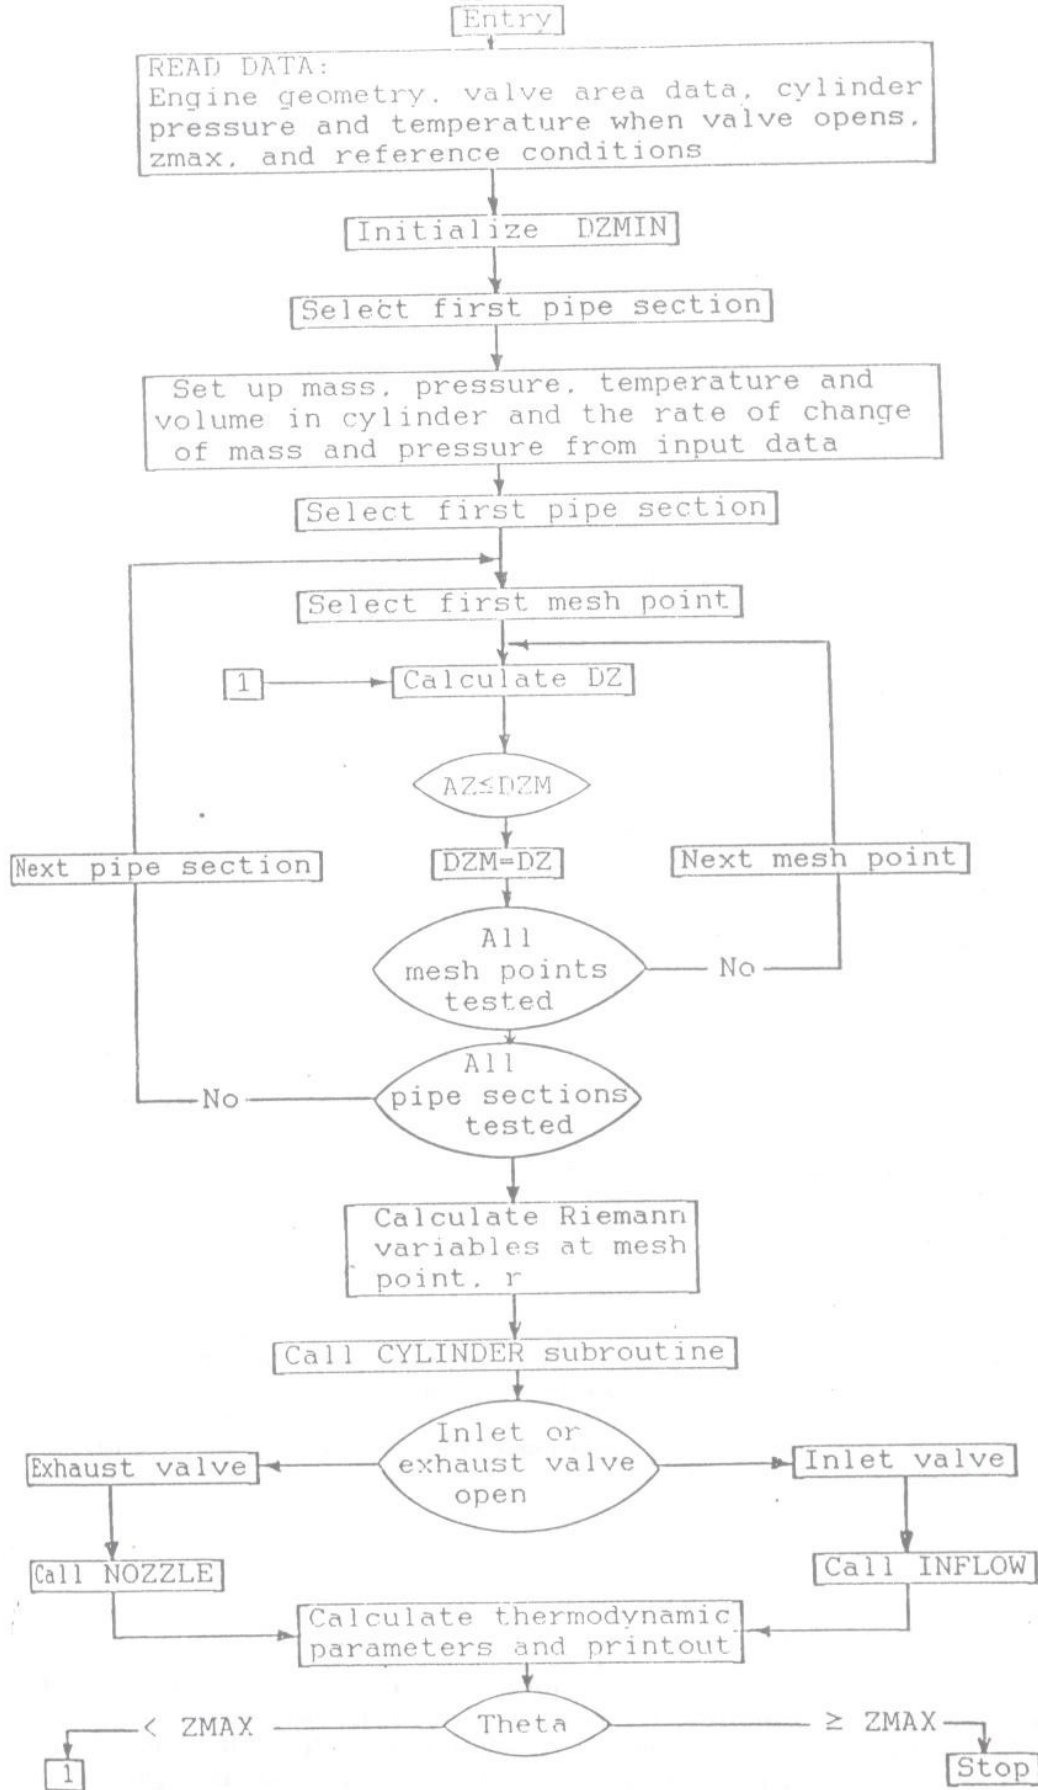 Entry
READ DATA:
Engine geometry, valve area data, cylinder
pressure and temperature when valve opens,
zmax, and reference conditions
Initialize DZMIN
Select first pipe section
Set up mass, pressure, temperature and
volume in cylinder and the rate of change
of mass and pressure from input data
Select first pipe section
Select first mesh point
1
Calculate DZ
AZ≤DZM
Next pipe section
DZM=DZ
Next mesh point
All
mesh points
tested
No
All
pipe sections
tested
No
Calculate Riemann
variables at mesh
point, r
Call CYLINDER subroutine
Inlet or
exhaust valve
open
Exhaust valve
Inlet valve
Call NOZZLE
Call INFLOW
Calculate thermodynamic
parameters and printout
< ZMAX
Theta
≥ ZMAX
1
Stop